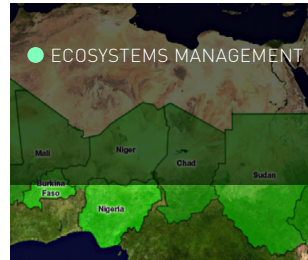 ECOSYSTEMS MANAGEMENT
Mali
Niger
Chad
Sudan
Burkina
Faso
Nigeria